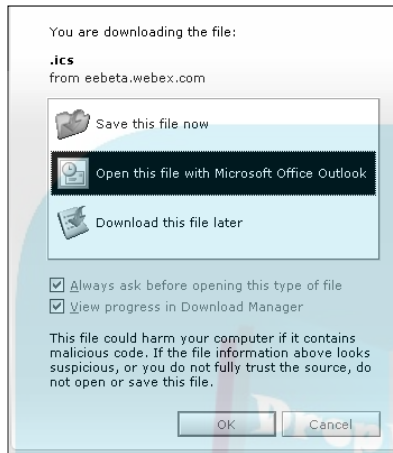 You are downloading the file:
.ics
from eebeta.webex.com
Save this file now
Open this file with Microsoft Office Outlook
Download this file later
Always ask before opening this type of file
View progress in Download Manager
This file could harm your computer if it contains
malicious code. If the file information above looks
suspicious, or you do not fully trust the source, do
not open or save this file.
OK Cancel